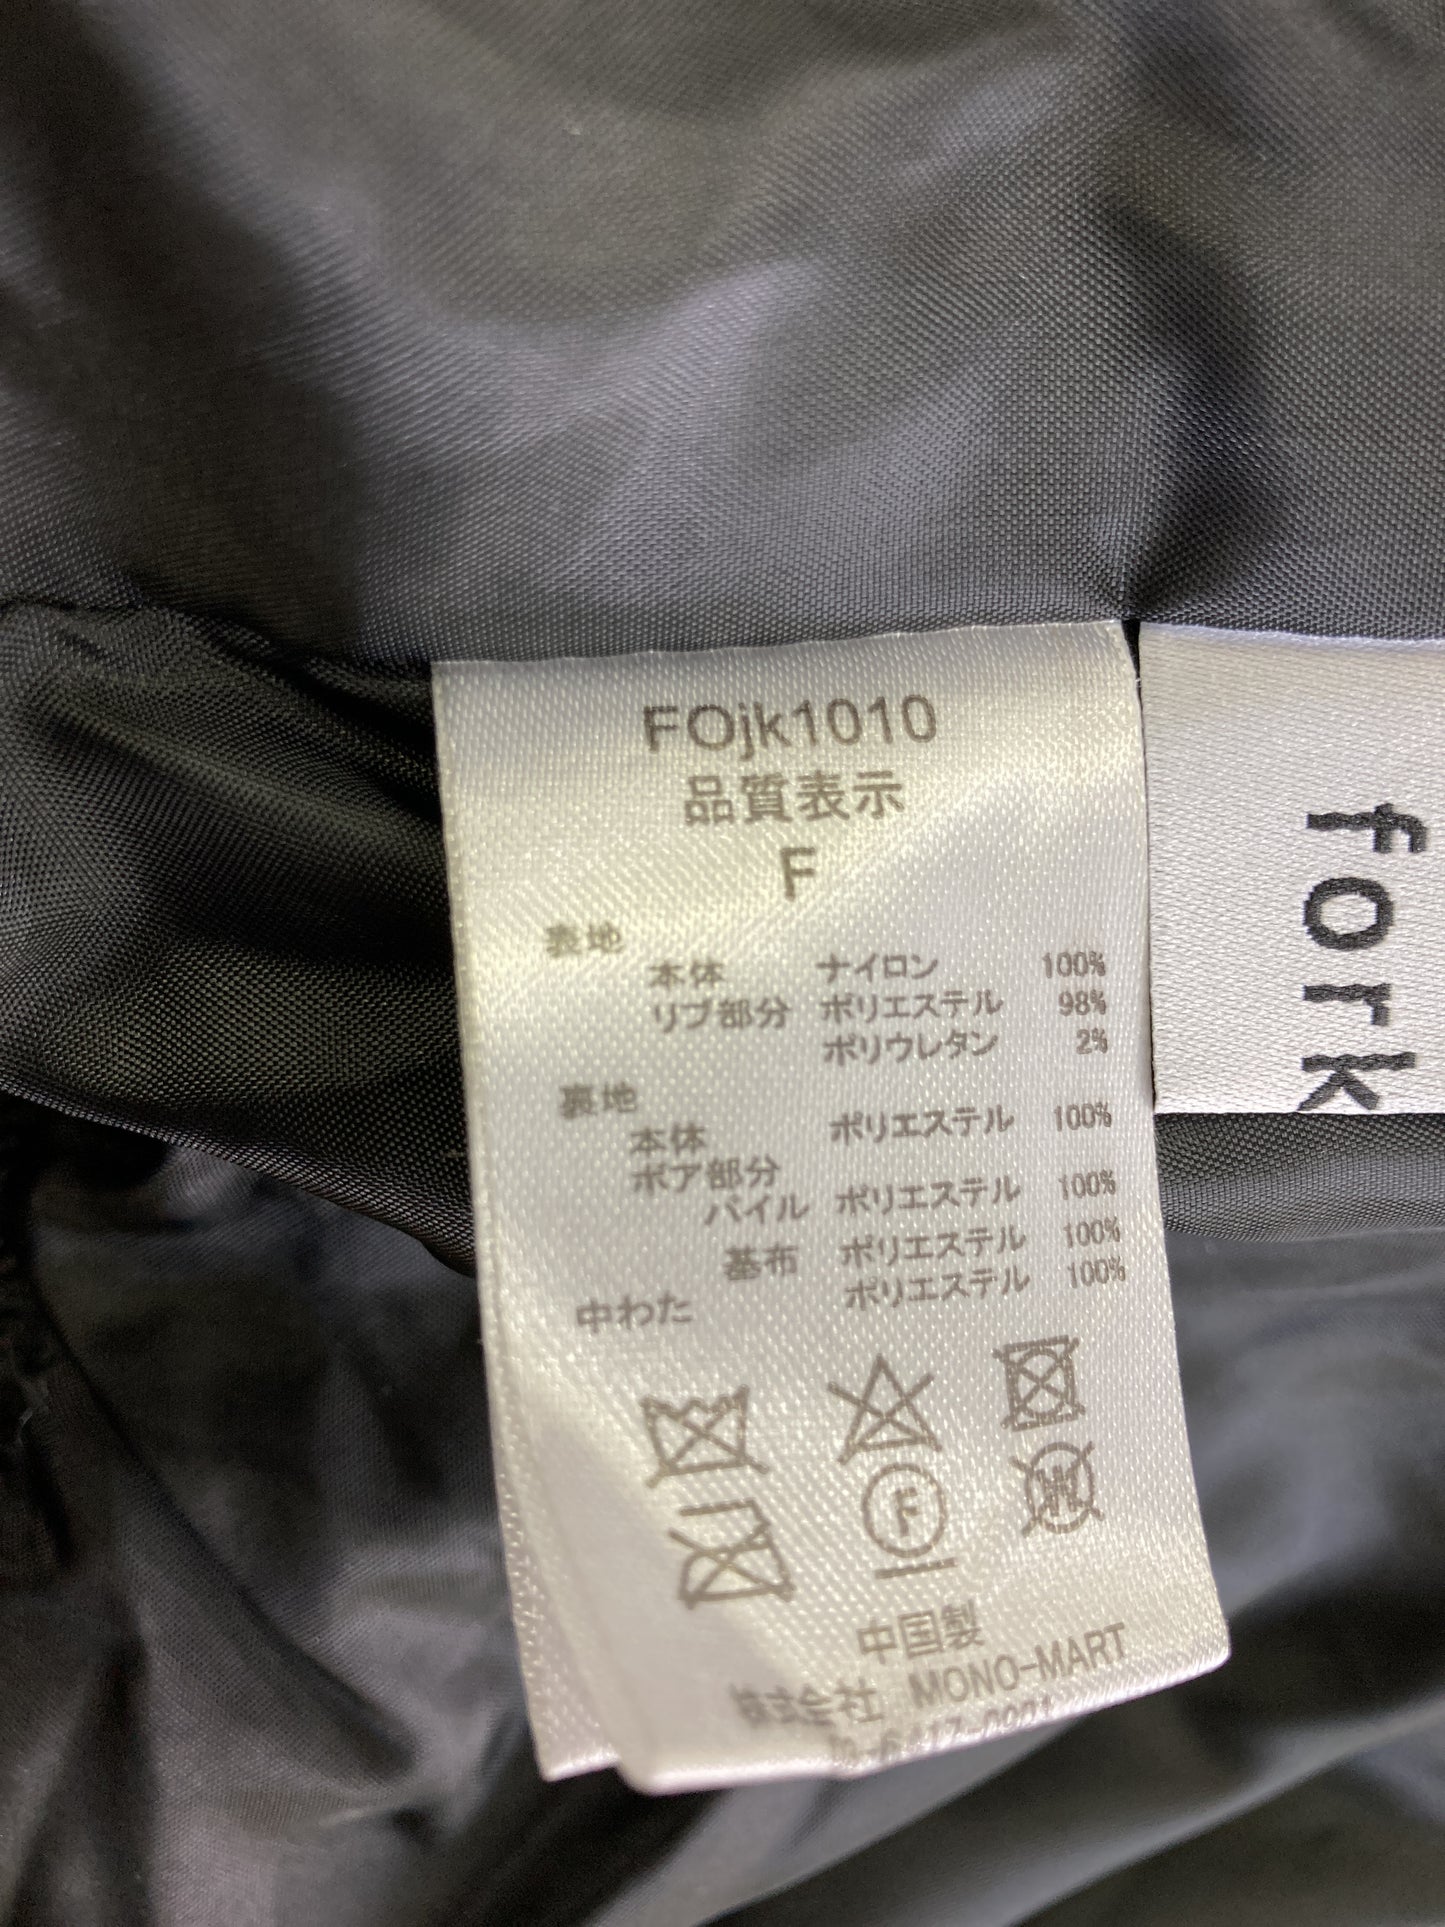 FOjk1010
品質表示
F
表地
本体 ナイロン 100%
リブ部分 ポリエステル 98%
ポリウレタン 2%
裏地
本体 ポリエステル 100%
ボア部分
パイル ポリエステル 100%
基布 ポリエステル 100%
中わた ポリエステル 100%
F
中国製
株式会社 MONO-MART
fork